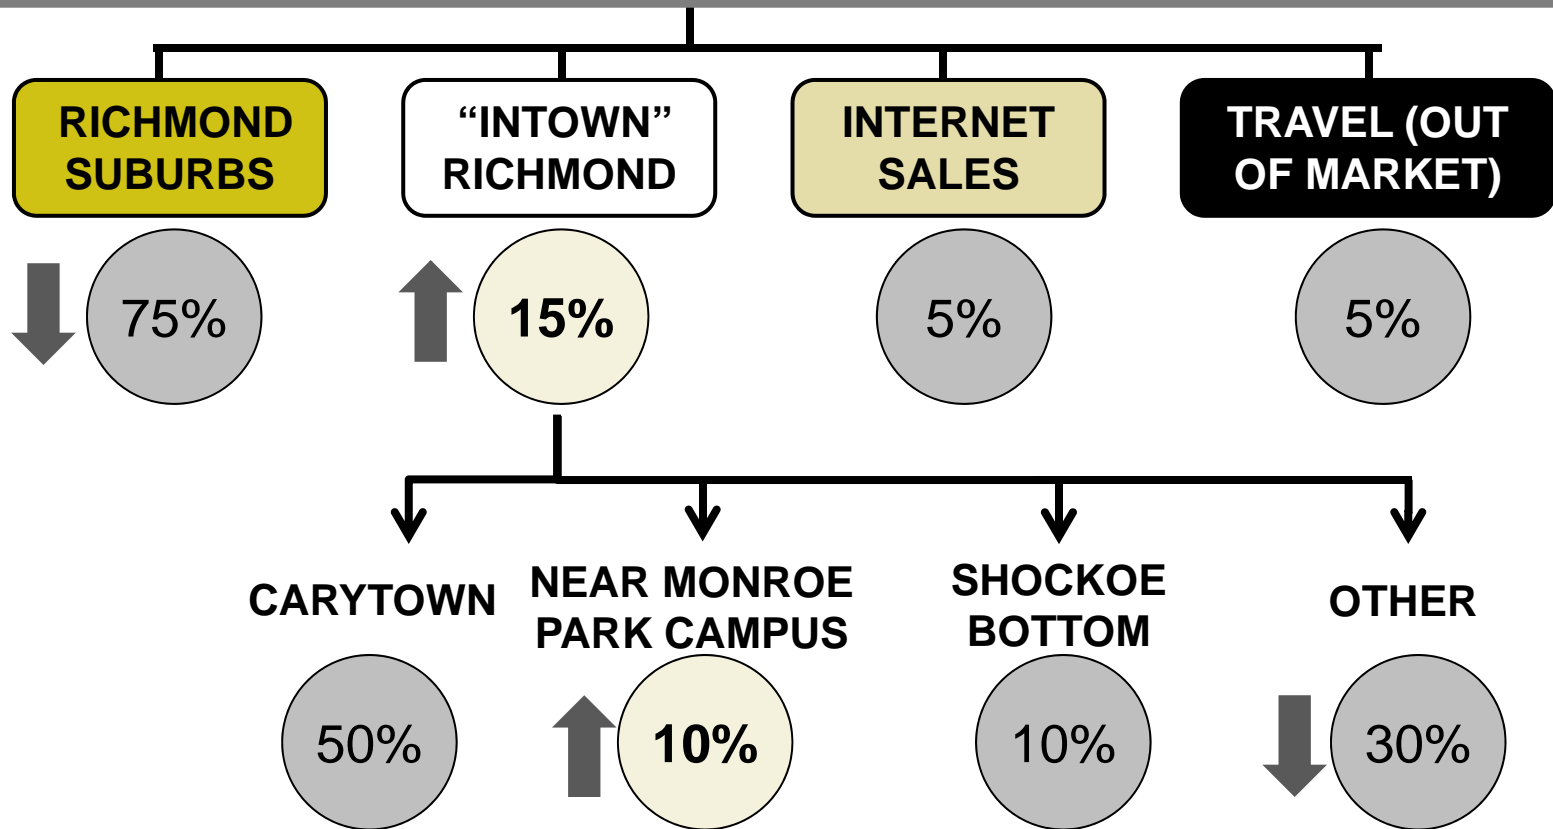 RICHMOND
SUBURBS
“INTOWN”
RICHMOND
INTERNET
SALES
TRAVEL (OUT
OF MARKET)
75%
15%
5%
5%
CARYTOWN
NEAR MONROE
PARK CAMPUS
SHOCKOE
BOTTOM
OTHER
50%
10%
10%
30%